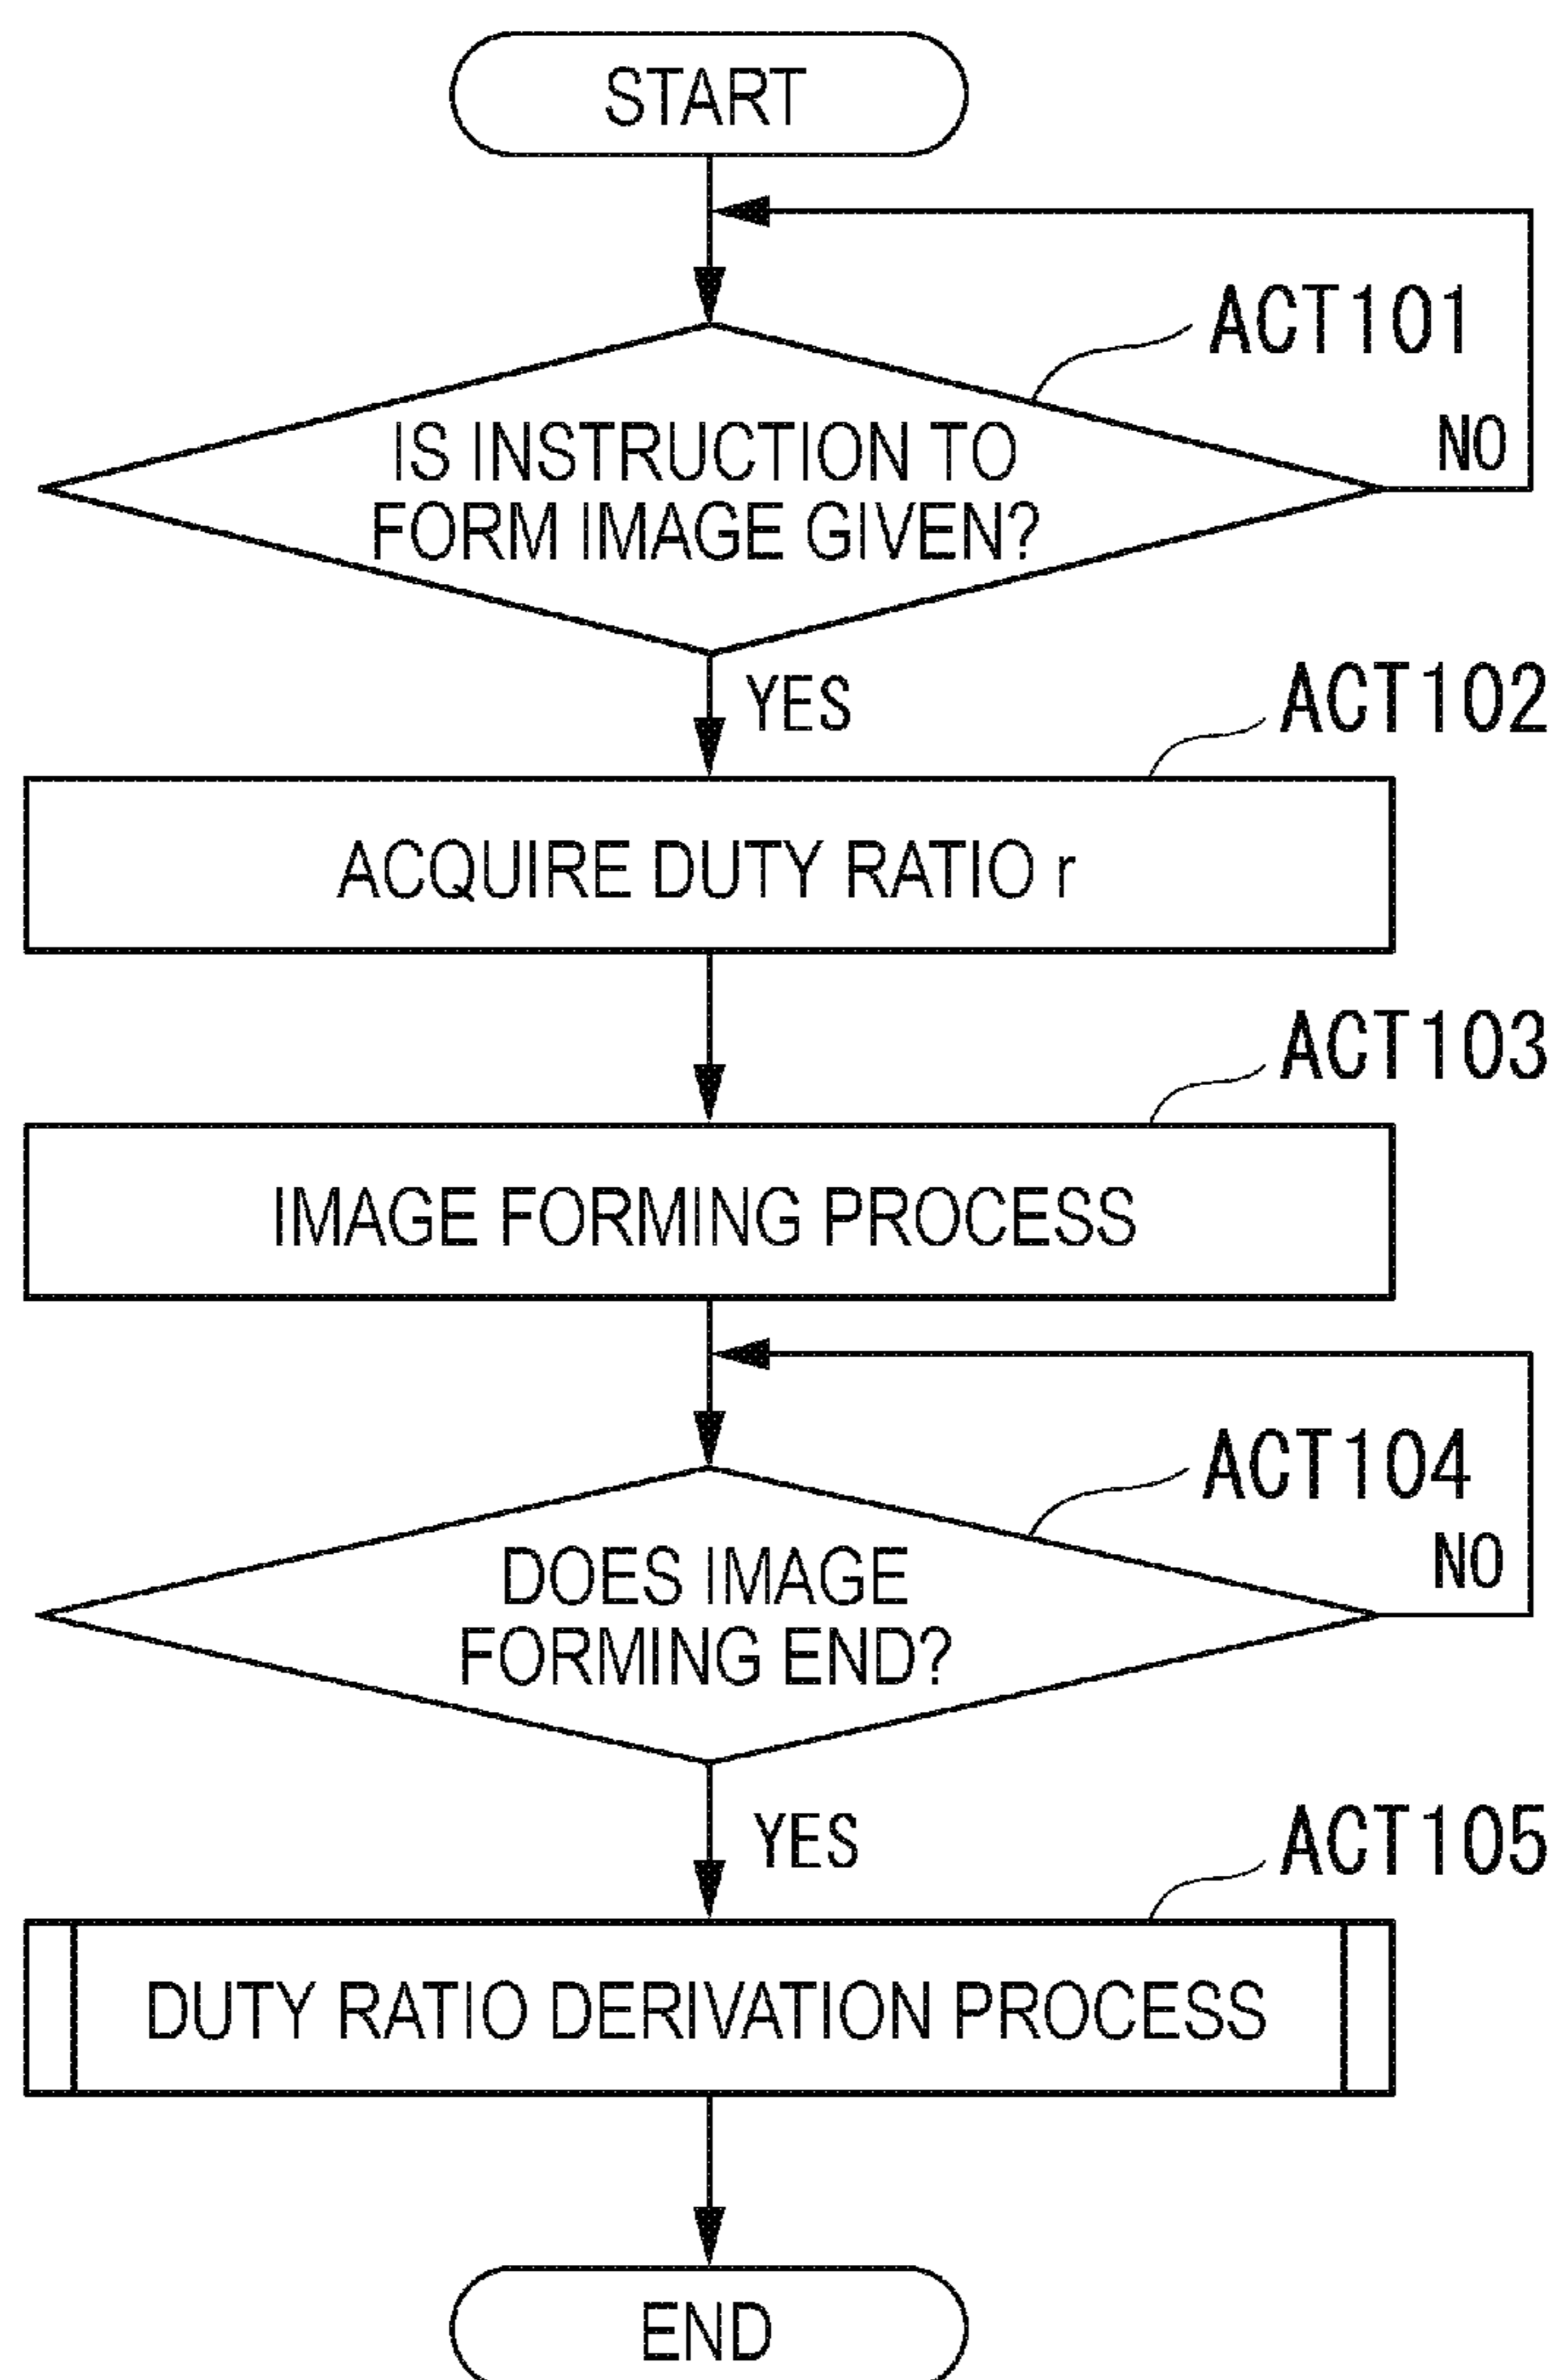 START
ACT101
IS INSTRUCTION TO
FORM IMAGE GIVEN?
NO
YES
ACT102
ACQUIRE DUTY RATIO r
ACT103
IMAGE FORMING PROCESS
ACT104
DOES IMAGE
FORMING END?
NO
YES
ACT105
DUTY RATIO DERIVATION PROCESS
END